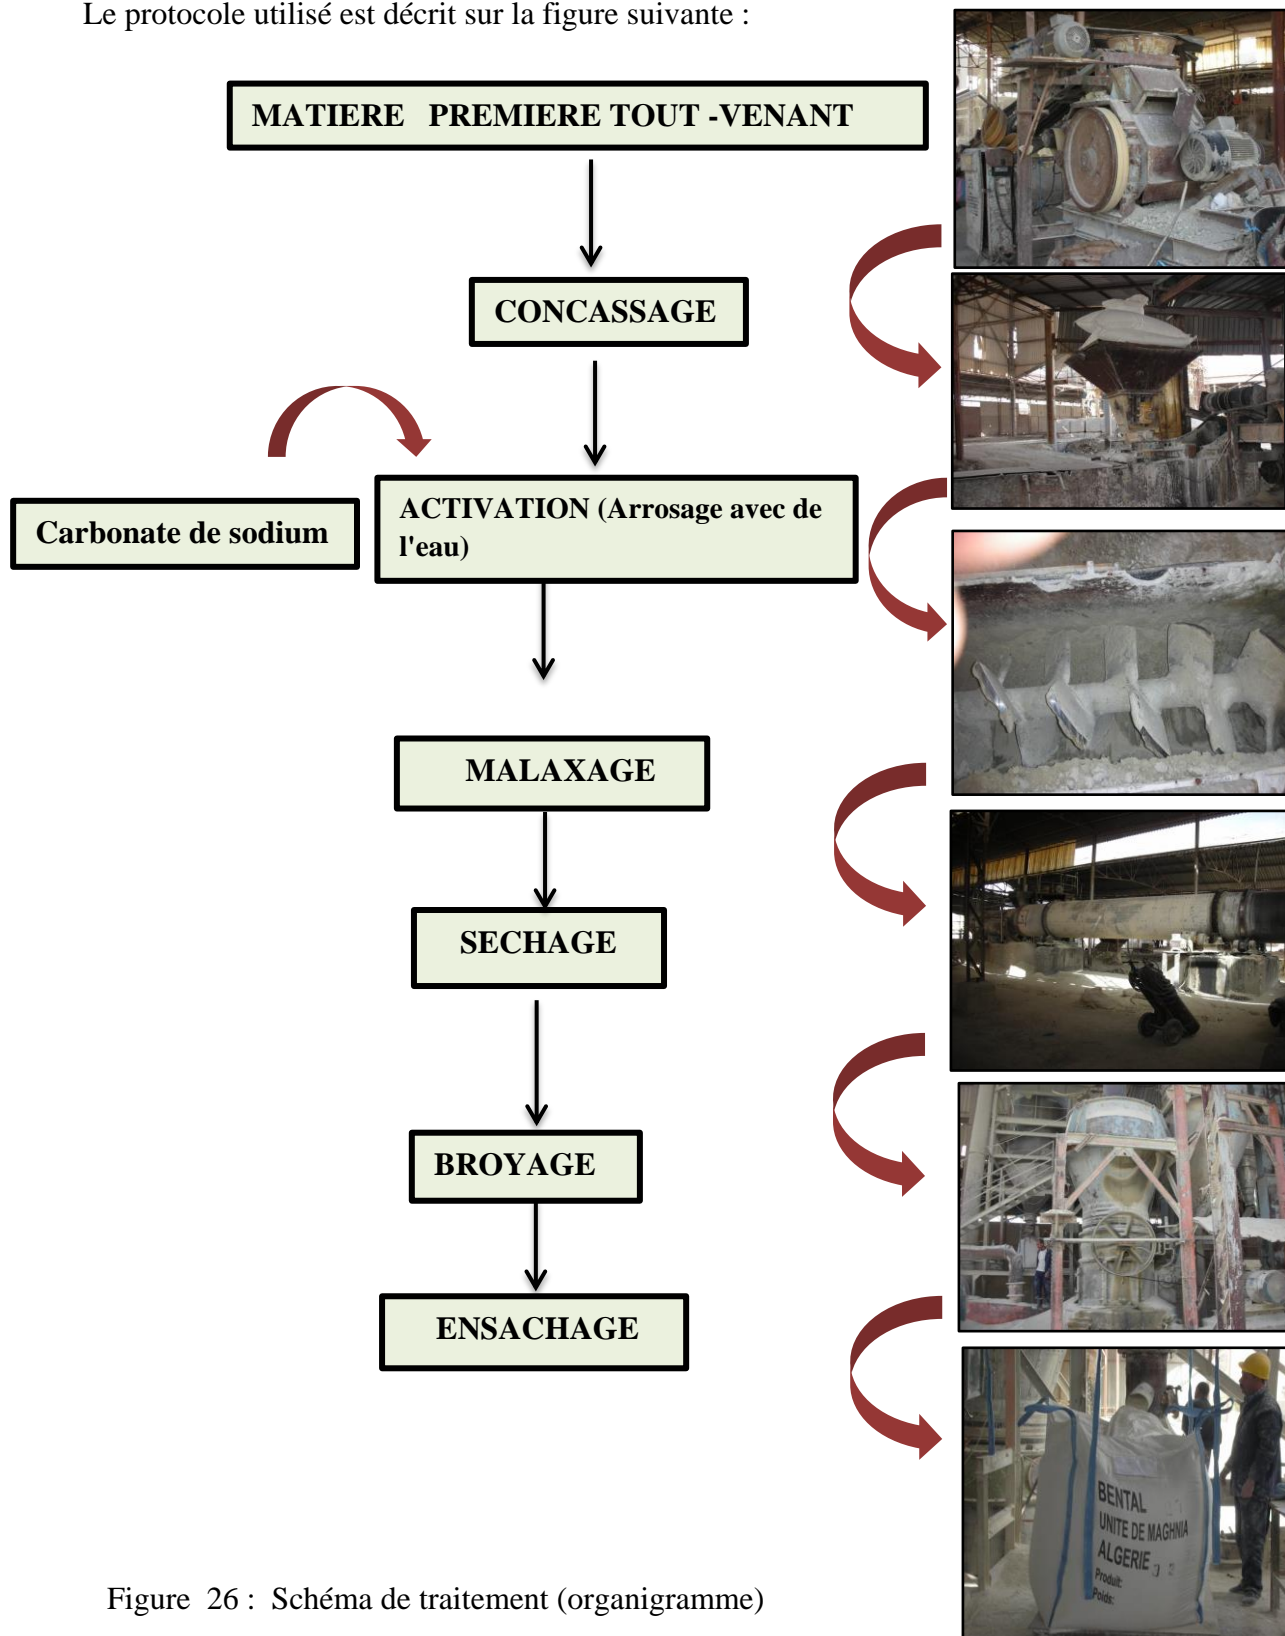 Le protocole utilisé est décrit sur la figure suivante :
MATIERE PREMIERE TOUT -VENANT
CONCASSAGE
Carbonate de sodium
ACTIVATION (Arrosage avec de
l'eau)
MALAXAGE
SECHAGE
BROYAGE
ENSACHAGE
BENTAL
UNITE DE MAGHNIA
ALGERIE
Produit:
Poids:
Figure 26 : Schéma de traitement (organigramme)